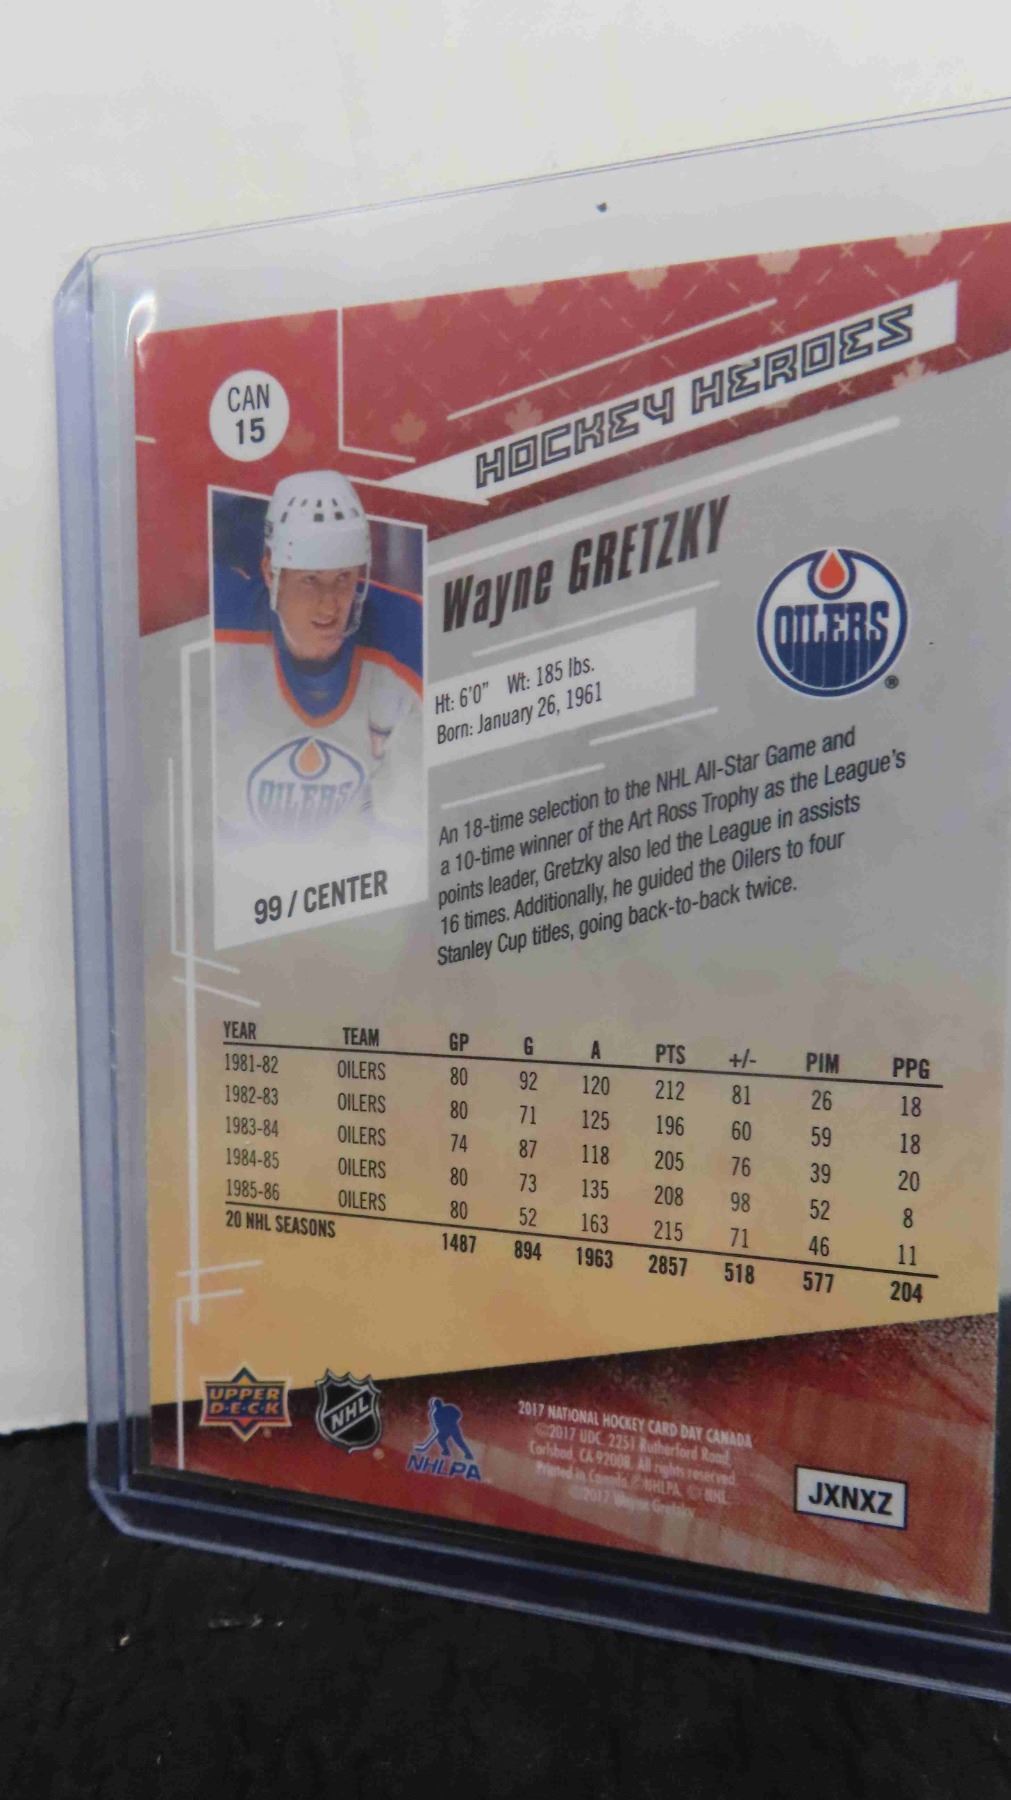 CAN
15
HOCKEY HEROES
Wayne GRETZKY
OILERS
®
Ht: 6'0" Wt: 185 lbs.
Born: January 26, 1961
OILERS
99 / CENTER
An 18-time selection to the NHL All-Star Game and
a 10-time winner of the Art Ross Trophy as the League's
points leader, Gretzky also led the League in assists
16 times. Additionally, he guided the Oilers to four
Stanley Cup titles, going back-to-back twice.
YEAR TEAM GP G A PTS +/- PIM PPG
1981-82 OILERS 80 92 120 212 81 26 18
1982-83 OILERS 80 71 125 196 60 59 18
1983-84 OILERS 74 87 118 205 76 39 20
1984-85 OILERS 80 73 135 208 98 52 8
1985-86 OILERS 80 52 163 215 71 46 11
20 NHL SEASONS 1487 894 1963 2857 518 577 204
UPPER
D·E·C·K
NHL
NHLPA
2017 NATIONAL HOCKEY CARD DAY CANADA
©2017 UDC. 2251 Rutherford Road,
Carlsbad, CA 92008. All rights reserved.
Printed in Canada. © NHLPA. © NHL.
©2017 Wayne Gretzky.
JXNXZ